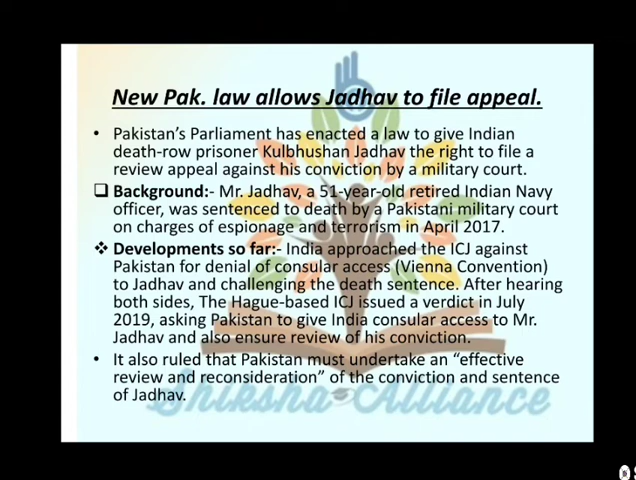 New Pak. law allows Jadhav to file appeal.
• Pakistan's Parliament has enacted a law to give Indian
death-row prisoner Kulbhushan Jadhav the right to file a
review appeal against his conviction by a military court.
❑ Background:- Mr. Jadhav, a 51-year-old retired Indian Navy
officer, was sentenced to death by a Pakistani military court
on charges of espionage and terrorism in April 2017.
❖ Developments so far:- India approached the ICJ against
Pakistan for denial of consular access (Vienna Convention)
to Jadhav and challenging the death sentence. After hearing
both sides, The Hague-based ICJ issued a verdict in July
2019, asking Pakistan to give India consular access to Mr.
Jadhav and also ensure review of his conviction.
• It also ruled that Pakistan must undertake an “effective
review and reconsideration” of the conviction and sentence
of Jadhav.
Shiksha Alliance